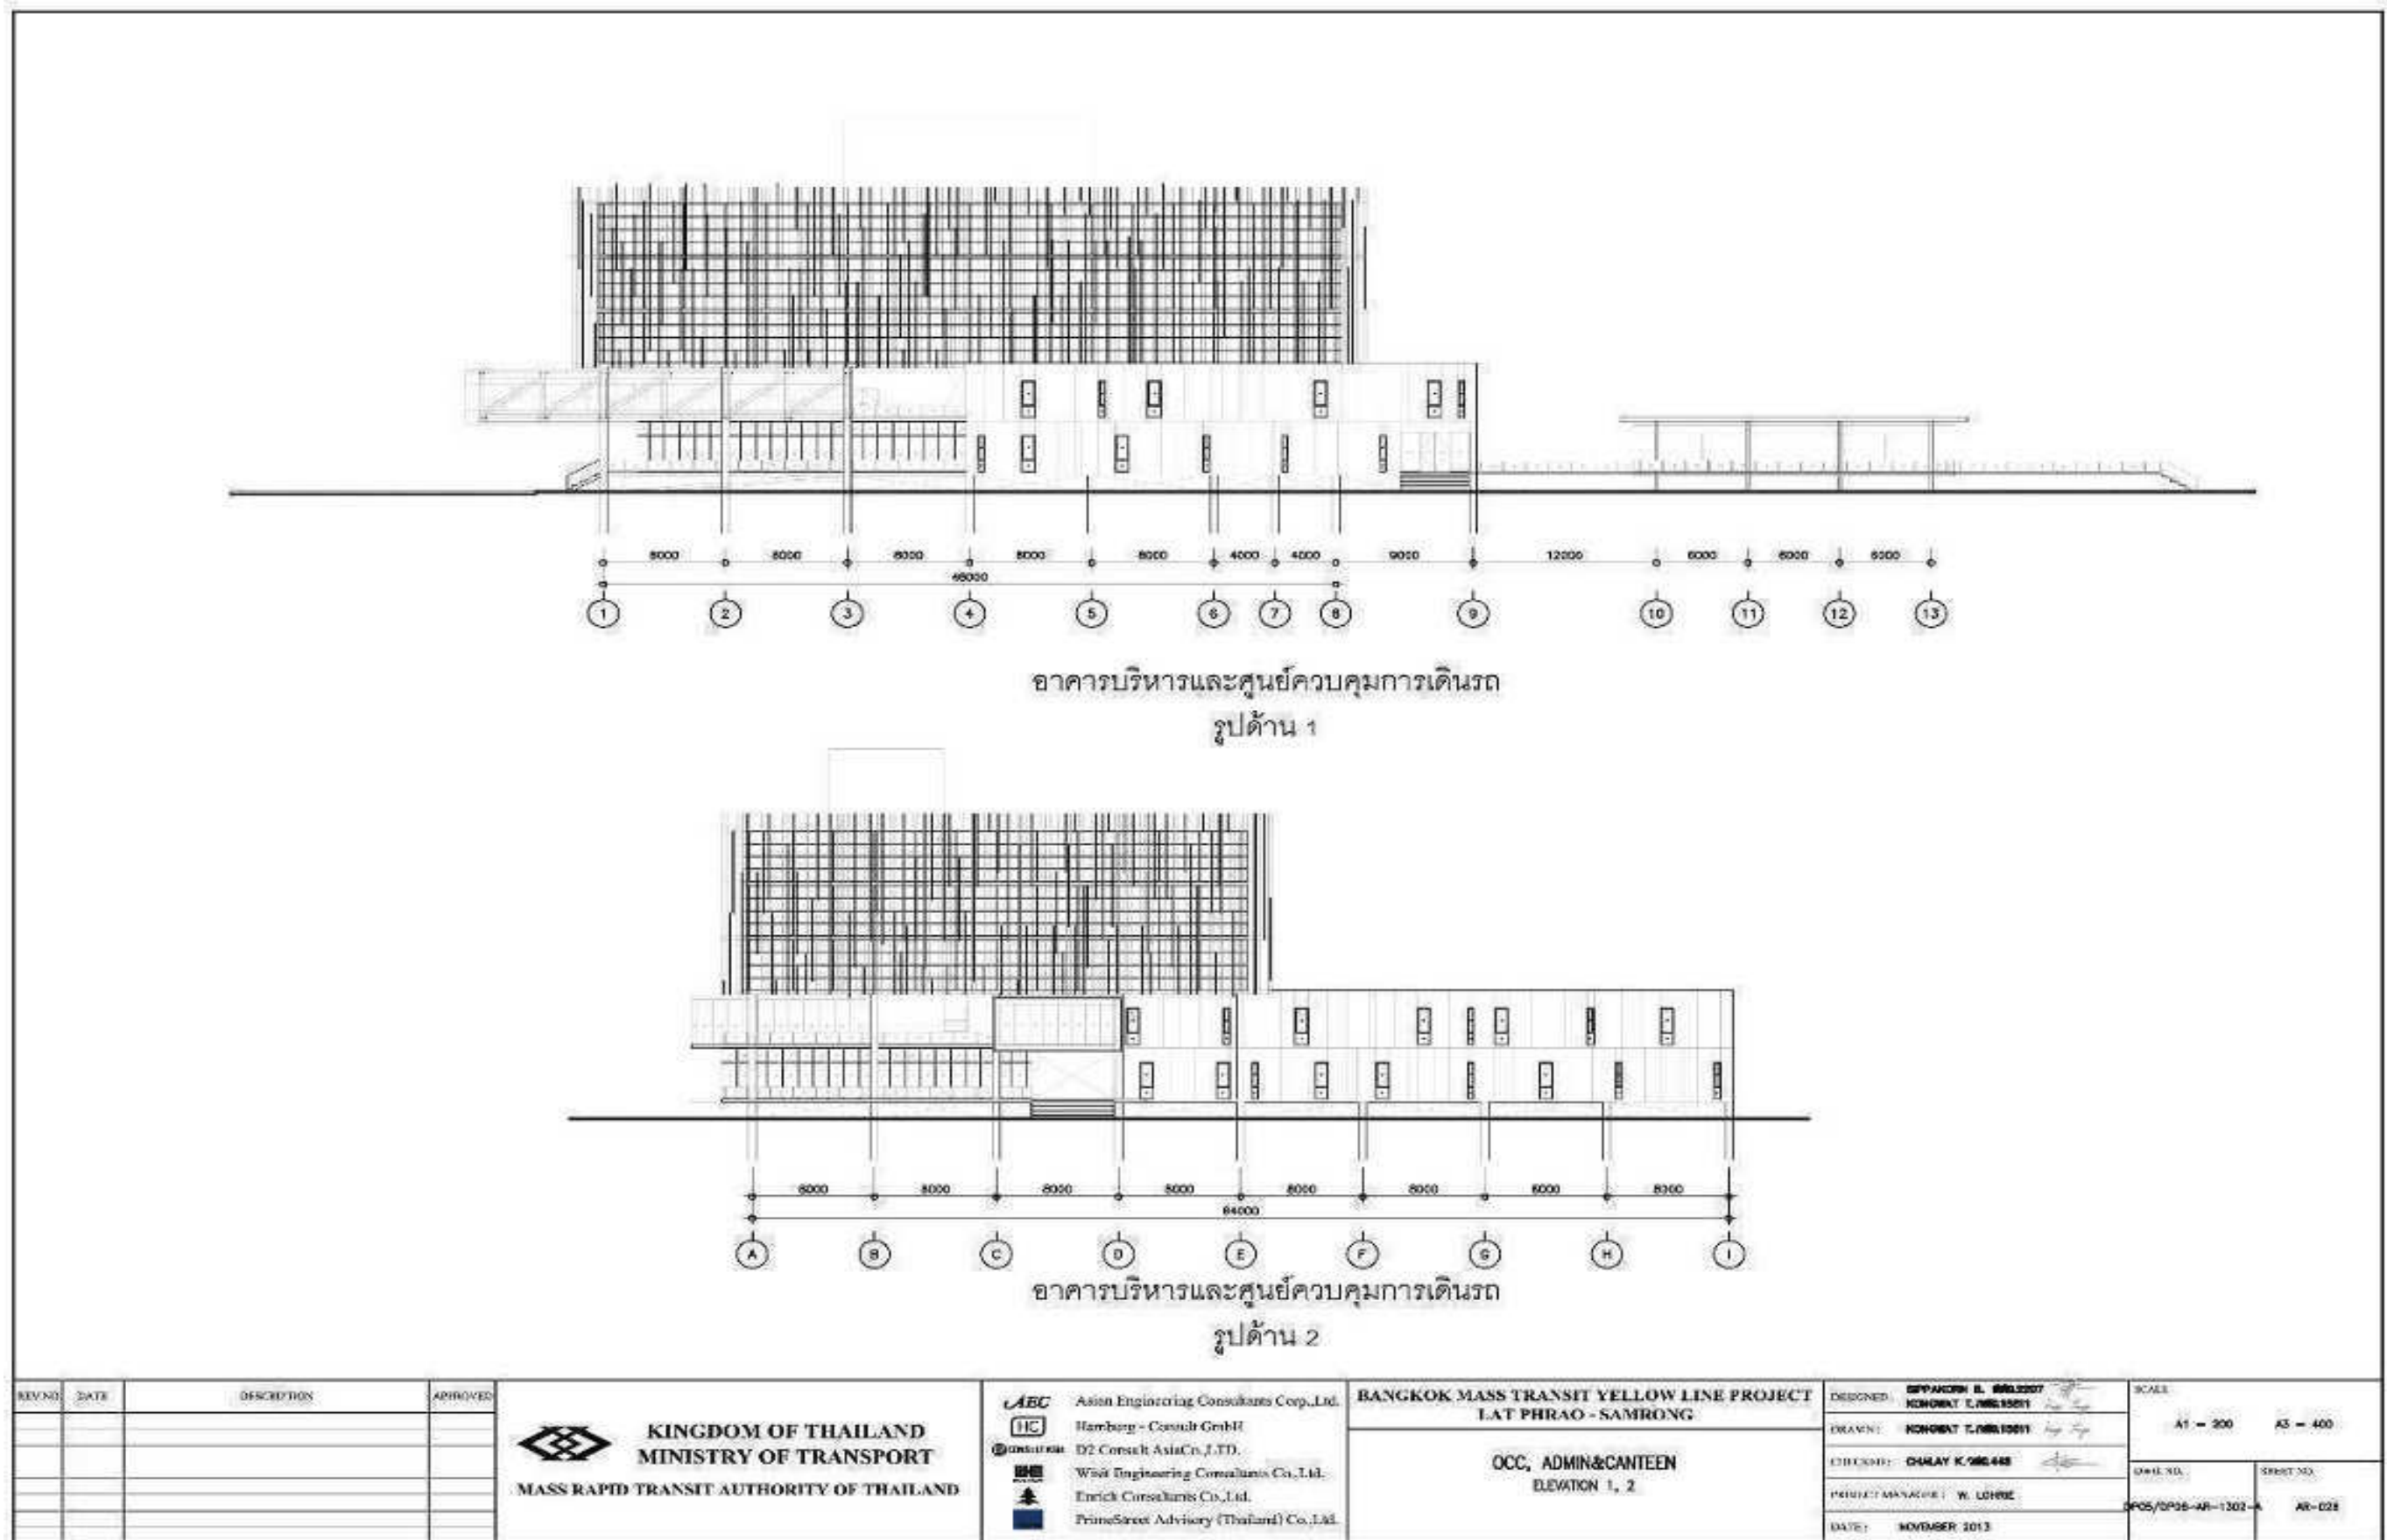 8000 8000 8000 8000 8000 4000 4000 9000 12000 6000 6000 6000
48000
1 2 3 4 5 6 7 8 9 10 11 12 13
อาคารบริหารและศูนย์ควบคุมการเดินรถ
รูปด้าน 1
8000 8000 8000 8000 8000 8000 8000 8000
64000
A B C D E F G H I
อาคารบริหารและศูนย์ควบคุมการเดินรถ
รูปด้าน 2
REV.NO DATE DESCRIPTION APPROVED
KINGDOM OF THAILAND
MINISTRY OF TRANSPORT
MASS RAPID TRANSIT AUTHORITY OF THAILAND
AEC Asian Engineering Consultants Corp.,Ltd.
HC Hamburg - Consult GmbH
D2 Consult Asia Co.,LTD.
Wisit Engineering Consultants Co.,Ltd.
Enrich Consultants Co.,Ltd.
PrimeStreet Advisory (Thailand) Co.,Ltd.
BANGKOK MASS TRANSIT YELLOW LINE PROJECT
LAT PHRAO - SAMRONG
OCC, ADMIN&CANTEEN
ELEVATION 1, 2
DESIGNED:
DRAWN:
CHECKED: CHALAY K.
PROJECT MANAGER: W. LOHRIE
DATE: NOVEMBER 2013
SCALE
A1 = 200 A3 = 400
DWG. NO. SHEET NO.
DP05/DP06-AR-1302-A AR-028